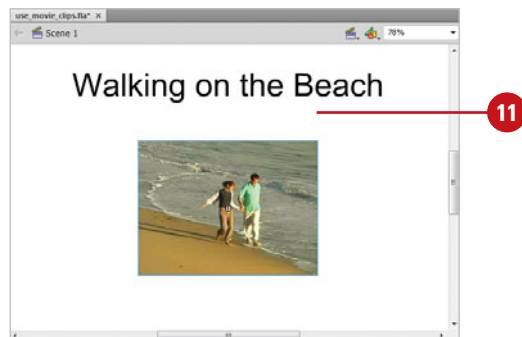 use_movie_clips.fla* ×
Scene 1
78%
Walking on the Beach
11